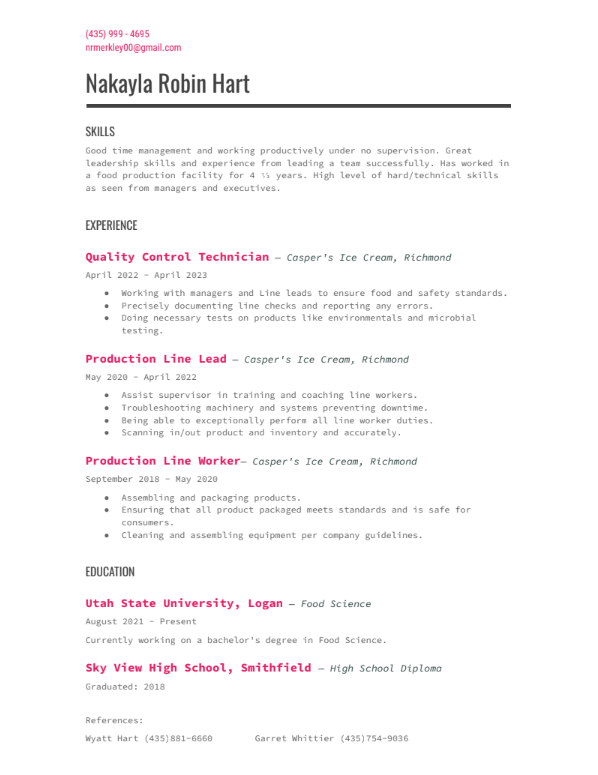 (435) 999 - 4695
nrmerkley00@gmail.com
Nakayla Robin Hart
SKILLS
Good time management and working productively under no supervision. Great
leadership skills and experience from leading a team successfully. Has worked in
a food production facility for 4 ½ years. High level of hard/technical skills
as seen from managers and executives.
EXPERIENCE
Quality Control Technician — Casper's Ice Cream, Richmond
April 2022 - April 2023
● Working with managers and Line leads to ensure food and safety standards.
● Precisely documenting line checks and reporting any errors.
● Doing necessary tests on products like environmentals and microbial
testing.
Production Line Lead — Casper's Ice Cream, Richmond
May 2020 - April 2022
● Assist supervisor in training and coaching line workers.
● Troubleshooting machinery and systems preventing downtime.
● Being able to exceptionally perform all line worker duties.
● Scanning in/out product and inventory and accurately.
Production Line Worker— Casper's Ice Cream, Richmond
September 2018 - May 2020
● Assembling and packaging products.
● Ensuring that all product packaged meets standards and is safe for
consumers.
● Cleaning and assembling equipment per company guidelines.
EDUCATION
Utah State University, Logan — Food Science
August 2021 - Present
Currently working on a bachelor's degree in Food Science.
Sky View High School, Smithfield — High School Diploma
Graduated: 2018
References:
Wyatt Hart (435)881-6660 Garret Whittier (435)754-9036